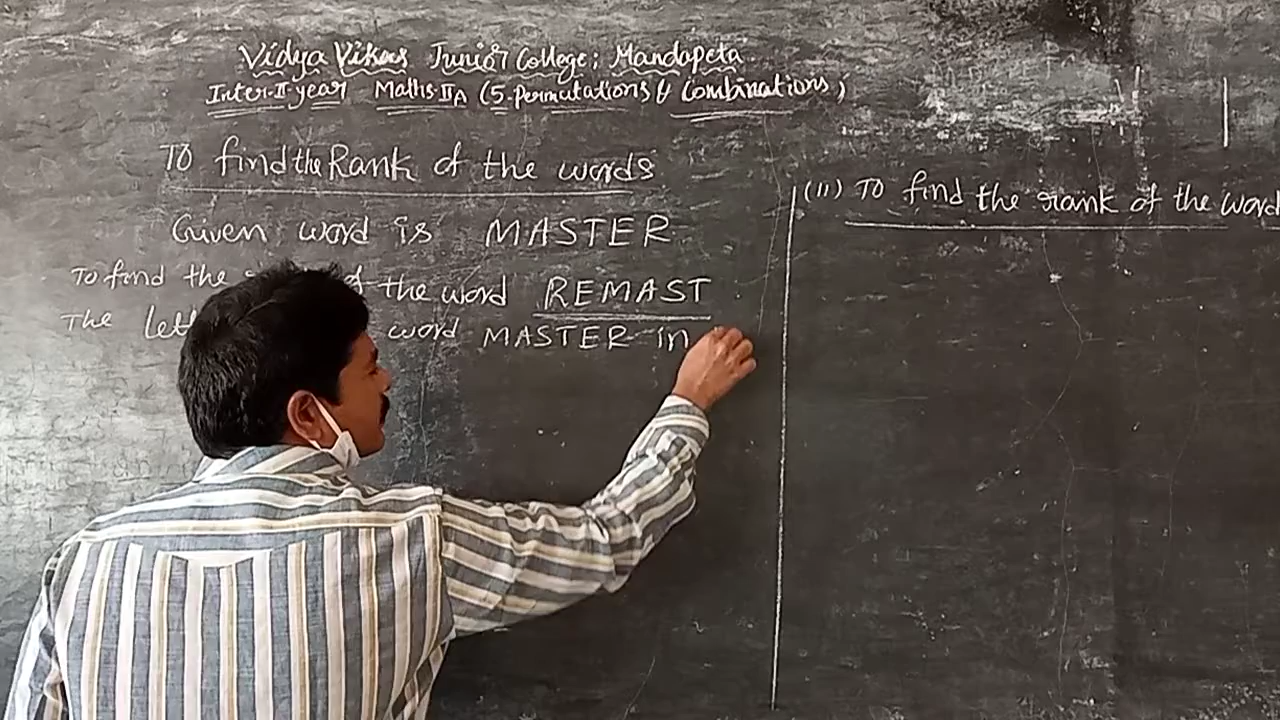 Vidya Vikas Junior College; Mandapeta.
Inter-II year Maths IIA (5. Permutations & Combinations)
To find the Rank of the words
Given word is MASTER.
To find the of the word REMAST
The word MASTER in
(II) To find the rank of the word